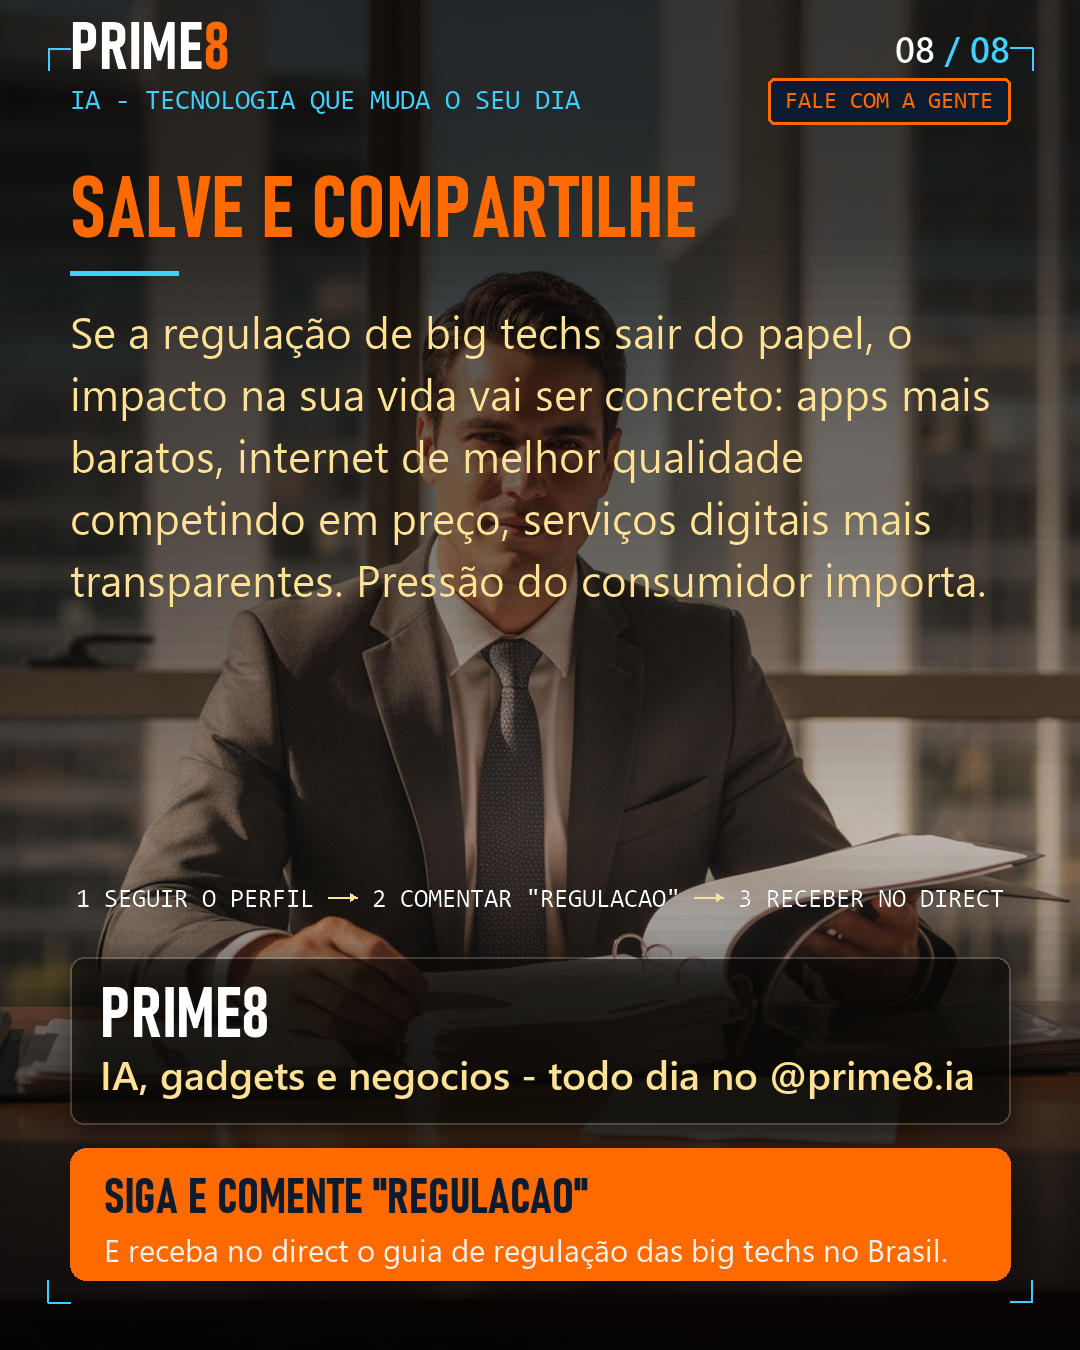 PRIME8
08 / 08
IA - TECNOLOGIA QUE MUDA O SEU DIA
FALE COM A GENTE
SALVE E COMPARTILHE
Se a regulação de big techs sair do papel, o
impacto na sua vida vai ser concreto: apps mais
baratos, internet de melhor qualidade
competindo em preço, serviços digitais mais
transparentes. Pressão do consumidor importa.
1 SEGUIR O PERFIL → 2 COMENTAR "REGULACAO" → 3 RECEBER NO DIRECT
PRIME8
IA, gadgets e negocios - todo dia no @prime8.ia
SIGA E COMENTE "REGULACAO"
E receba no direct o guia de regulação das big techs no Brasil.